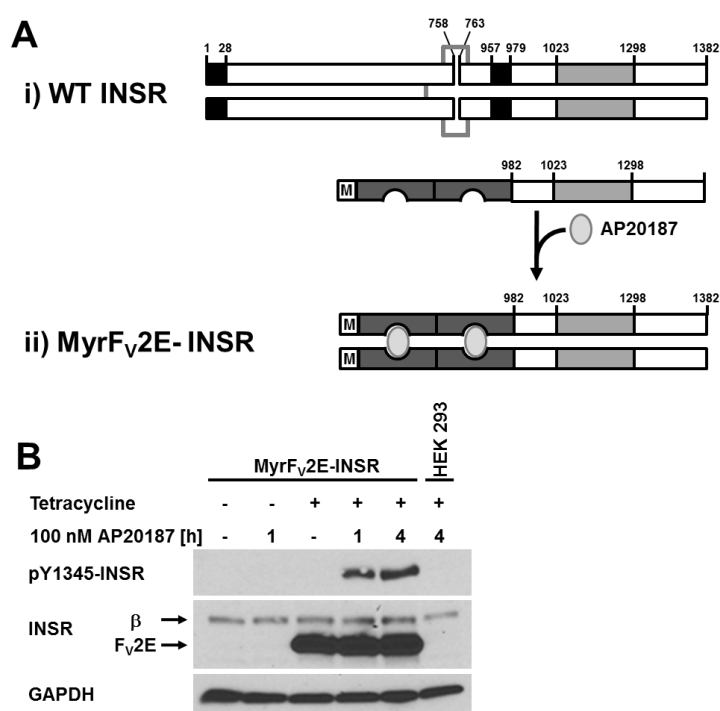 A
758 763
1 28 957 979 1023 1298 1382
i) WT INSR
982 1023 1298
M
AP20187
982 1023 1298 1382
M
ii) MyrFV2E- INSR
M
B
MyrFV2E-INSR HEK 293
Tetracycline - - + + + +
100 nM AP20187 [h] - 1 - 1 4 4
pY1345-INSR
INSR β
FV2E
GAPDH